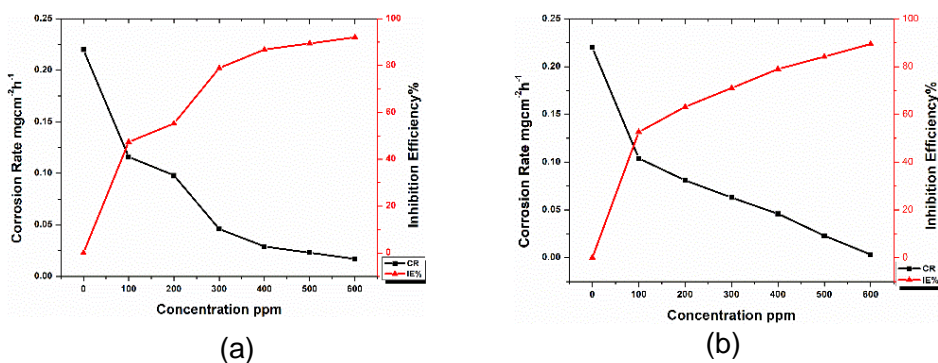 0.25
0.20
0.15
0.10
0.05
0.00
Corrosion Rate mgcm⁻²h⁻¹
100
80
60
40
20
0
Inhibition Efficiency%
0 100 200 300 400 500 600
Concentration ppm
CR
IE%
(a)
0.25
0.20
0.15
0.10
0.05
0.00
Corrosion Rate mgcm⁻²h⁻¹
100
80
60
40
20
0
Inhibition Efficiency%
0 100 200 300 400 500 600
Concentration ppm
CR
IE%
(b)